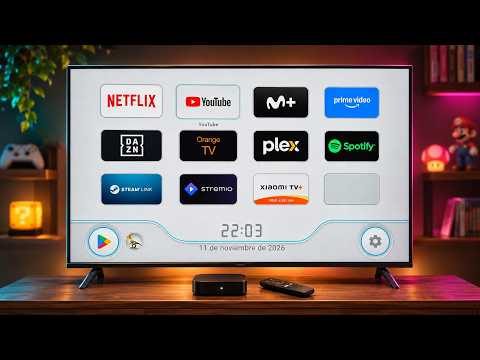 NETFLIX
YouTube
M+
prime video
YouTube
DAZN
Orange TV
plex
Spotify
STEAM LINK
stremio
xiaomi TV+
22:03
11 de noviembre de 2026